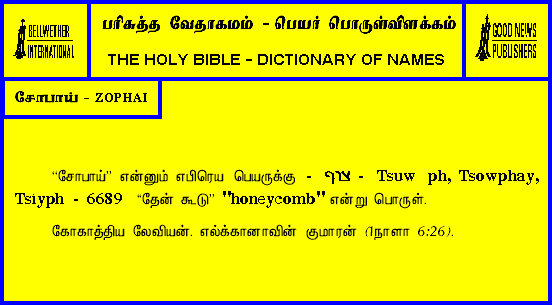 BELLWETHER
INTERNATIONAL
பரிசுத்த வேதாகமம் - பெயர் பொருள்விளக்கம்
THE HOLY BIBLE - DICTIONARY OF NAMES
GOOD NEWS
PUBLISHERS
சோபாய் - ZOPHAI
“சோபாய்” என்னும் எபிரெய பெயருக்கு - צוּף - Tsuw ph, Tsowphay,
Tsiyph - 6689 “தேன் கூடு” "honeycomb" என்று பொருள்.
கோகாத்திய லேவியன். எல்க்கானாவின் குமாரன் (1நாளா 6:26).